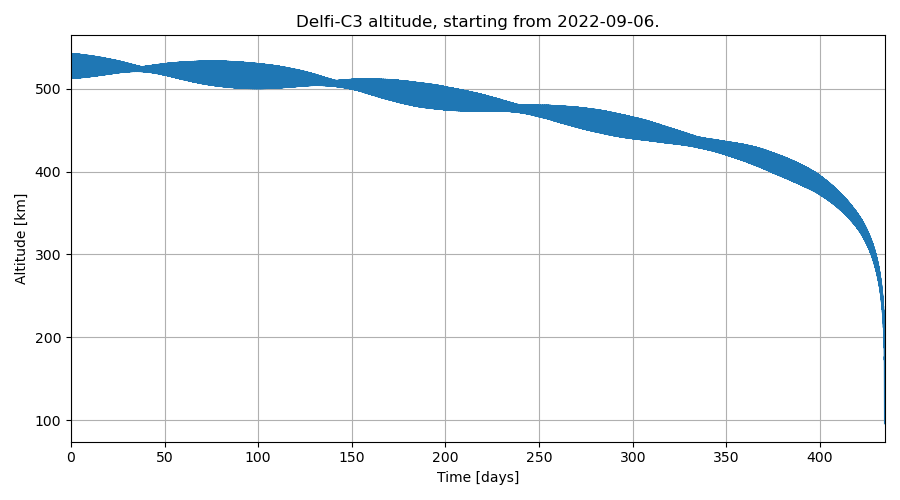 Delfi-C3 altitude, starting from 2022-09-06.
500
400
300
200
100
Altitude [km]
0 50 100 150 200 250 300 350 400
Time [days]